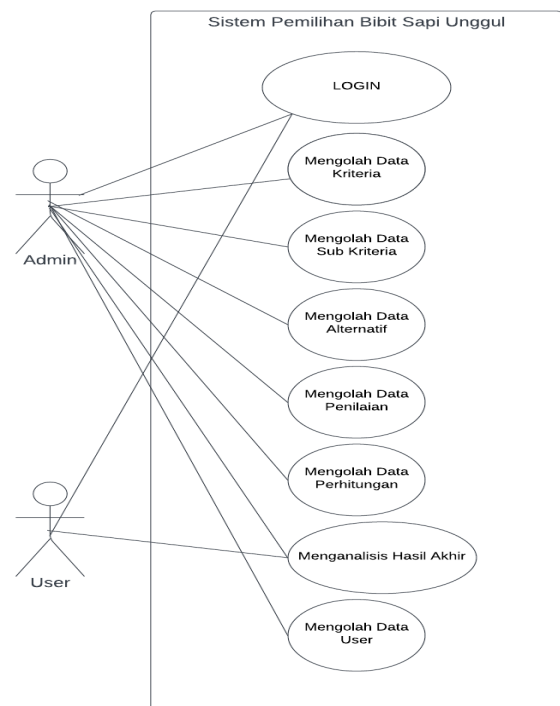 Sistem Pemilihan Bibit Sapi Unggul
LOGIN
Mengolah Data
Kriteria
Admin
Mengolah Data
Sub Kriteria
Mengolah Data
Alternatif
Mengolah Data
Penilaian
Mengolah Data
Perhitungan
User
Menganalisis Hasil Akhir
Mengolah Data
User